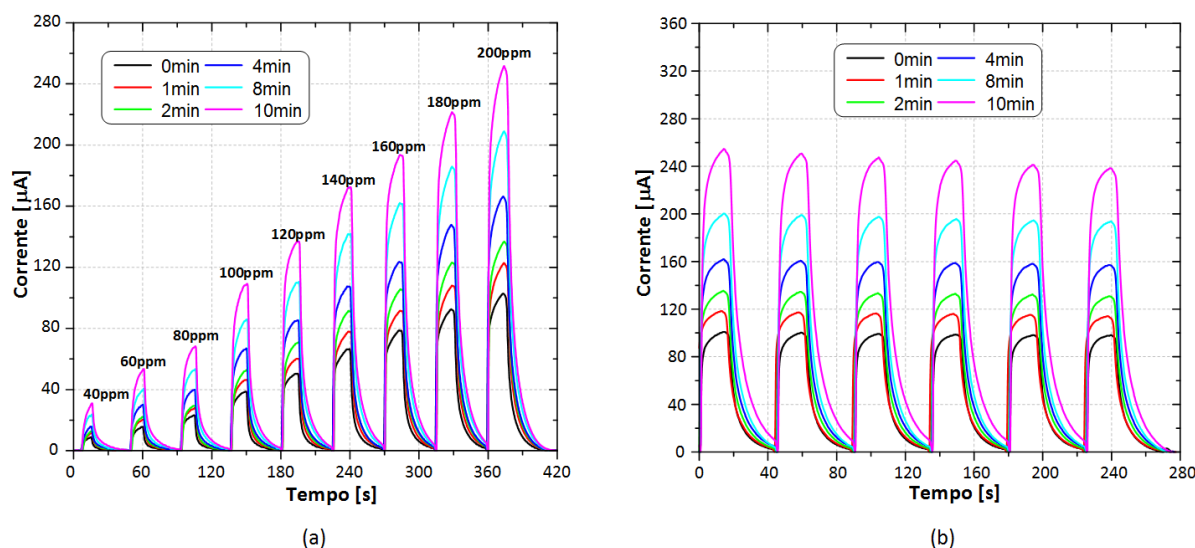 280
240
200
160
120
80
40
0
Corrente [µA]
0min 4min
1min 8min
2min 10min
40ppm
60ppm
80ppm
100ppm
120ppm
140ppm
160ppm
180ppm
200ppm
0 60 120 180 240 300 360 420
Tempo [s]
(a)
360
320
280
240
200
160
120
80
40
0
Corrente [µA]
0min 4min
1min 8min
2min 10min
0 40 80 120 160 200 240 280
Tempo [s]
(b)